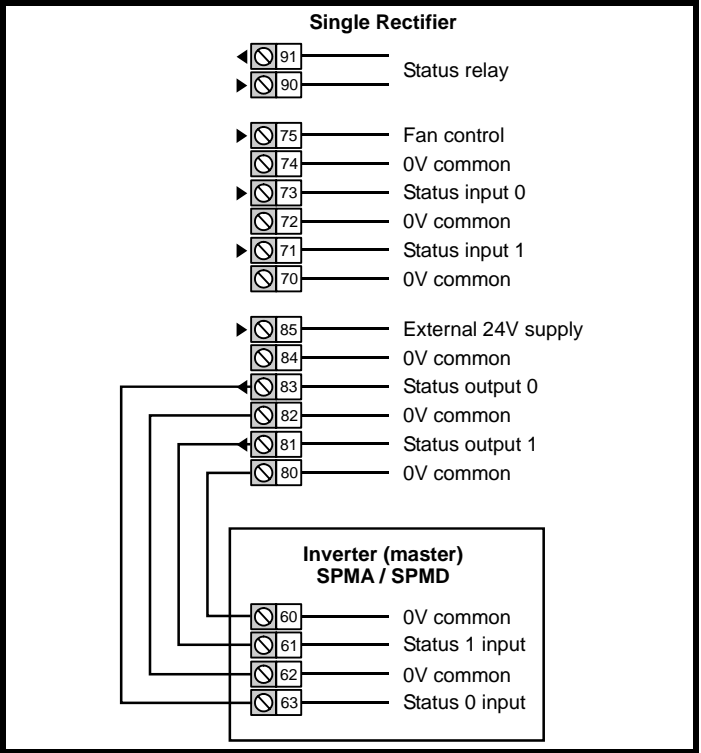 Single Rectifier
91
Status relay
90
75 Fan control
74 0V common
73 Status input 0
72 0V common
71 Status input 1
70 0V common
85 External 24V supply
84 0V common
83 Status output 0
82 0V common
81 Status output 1
80 0V common
Inverter (master)
SPMA / SPMD
60 0V common
61 Status 1 input
62 0V common
63 Status 0 input